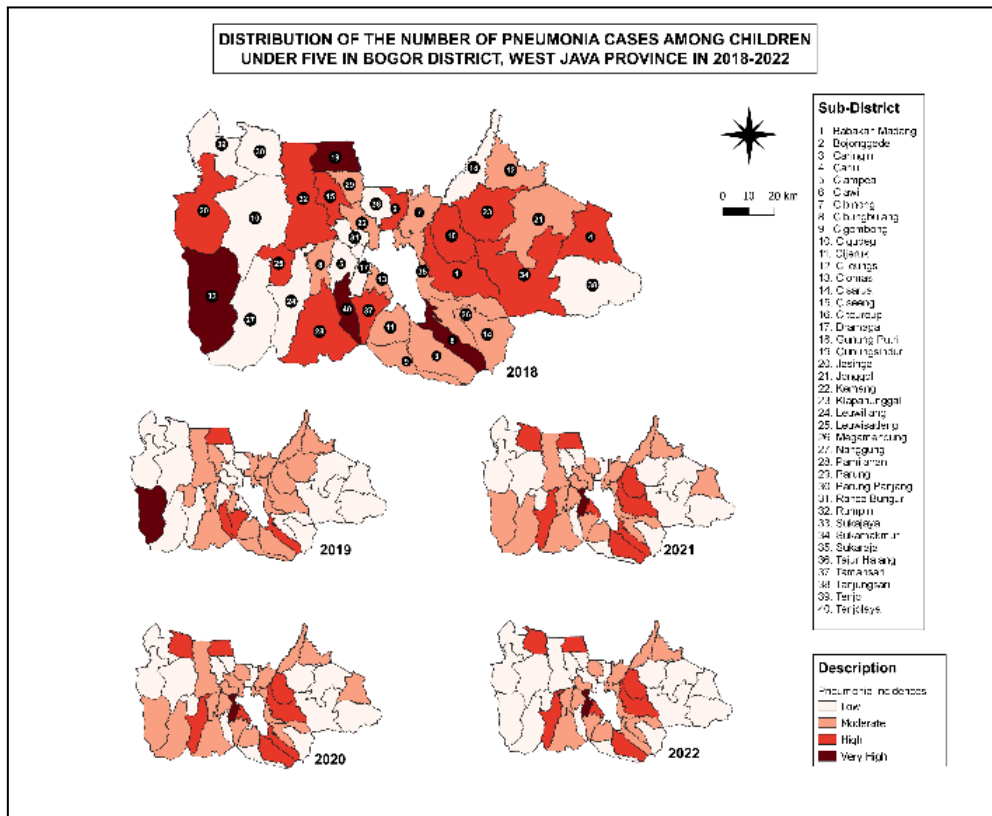 DISTRIBUTION OF THE NUMBER OF PNEUMONIA CASES AMONG CHILDREN
UNDER FIVE IN BOGOR DISTRICT, WEST JAVA PROVINCE IN 2018-2022
0 10 20 km
2018
2019
2021
2020
2022
Sub-District
1 Babakan Madang
2 Bojonggede
3 Caringin
4 Cariu
5 Ciampea
6 Ciawi
7 Cibinong
8 Cibungbulang
9 Cigombong
10. Cigudeg
11. Cijeruk
12. Cileungsi
13. Ciomas
14. Cisarua
15. Ciseeng
16. Citeureup
17. Dramaga
18. Gunung Putri
19. Gunungsindur
20. Jasinga
21. Jonggol
22. Kemang
23. Klapanunggal
24. Leuwiliang
25. Leuwisadeng
26. Megamendung
27. Nanggung
28. Pamijahan
29. Parung
30. Parung Panjang
31. Ranca Bungur
32. Rumpin
33. Sukajaya
34. Sukamakmur
35. Sukaraja
36. Tajur Halang
37. Tamansari
38. Tanjungsari
39. Tenjo
40. Tenjolaya
Description
Pneumonia Incidences
Low
Moderate
High
Very High